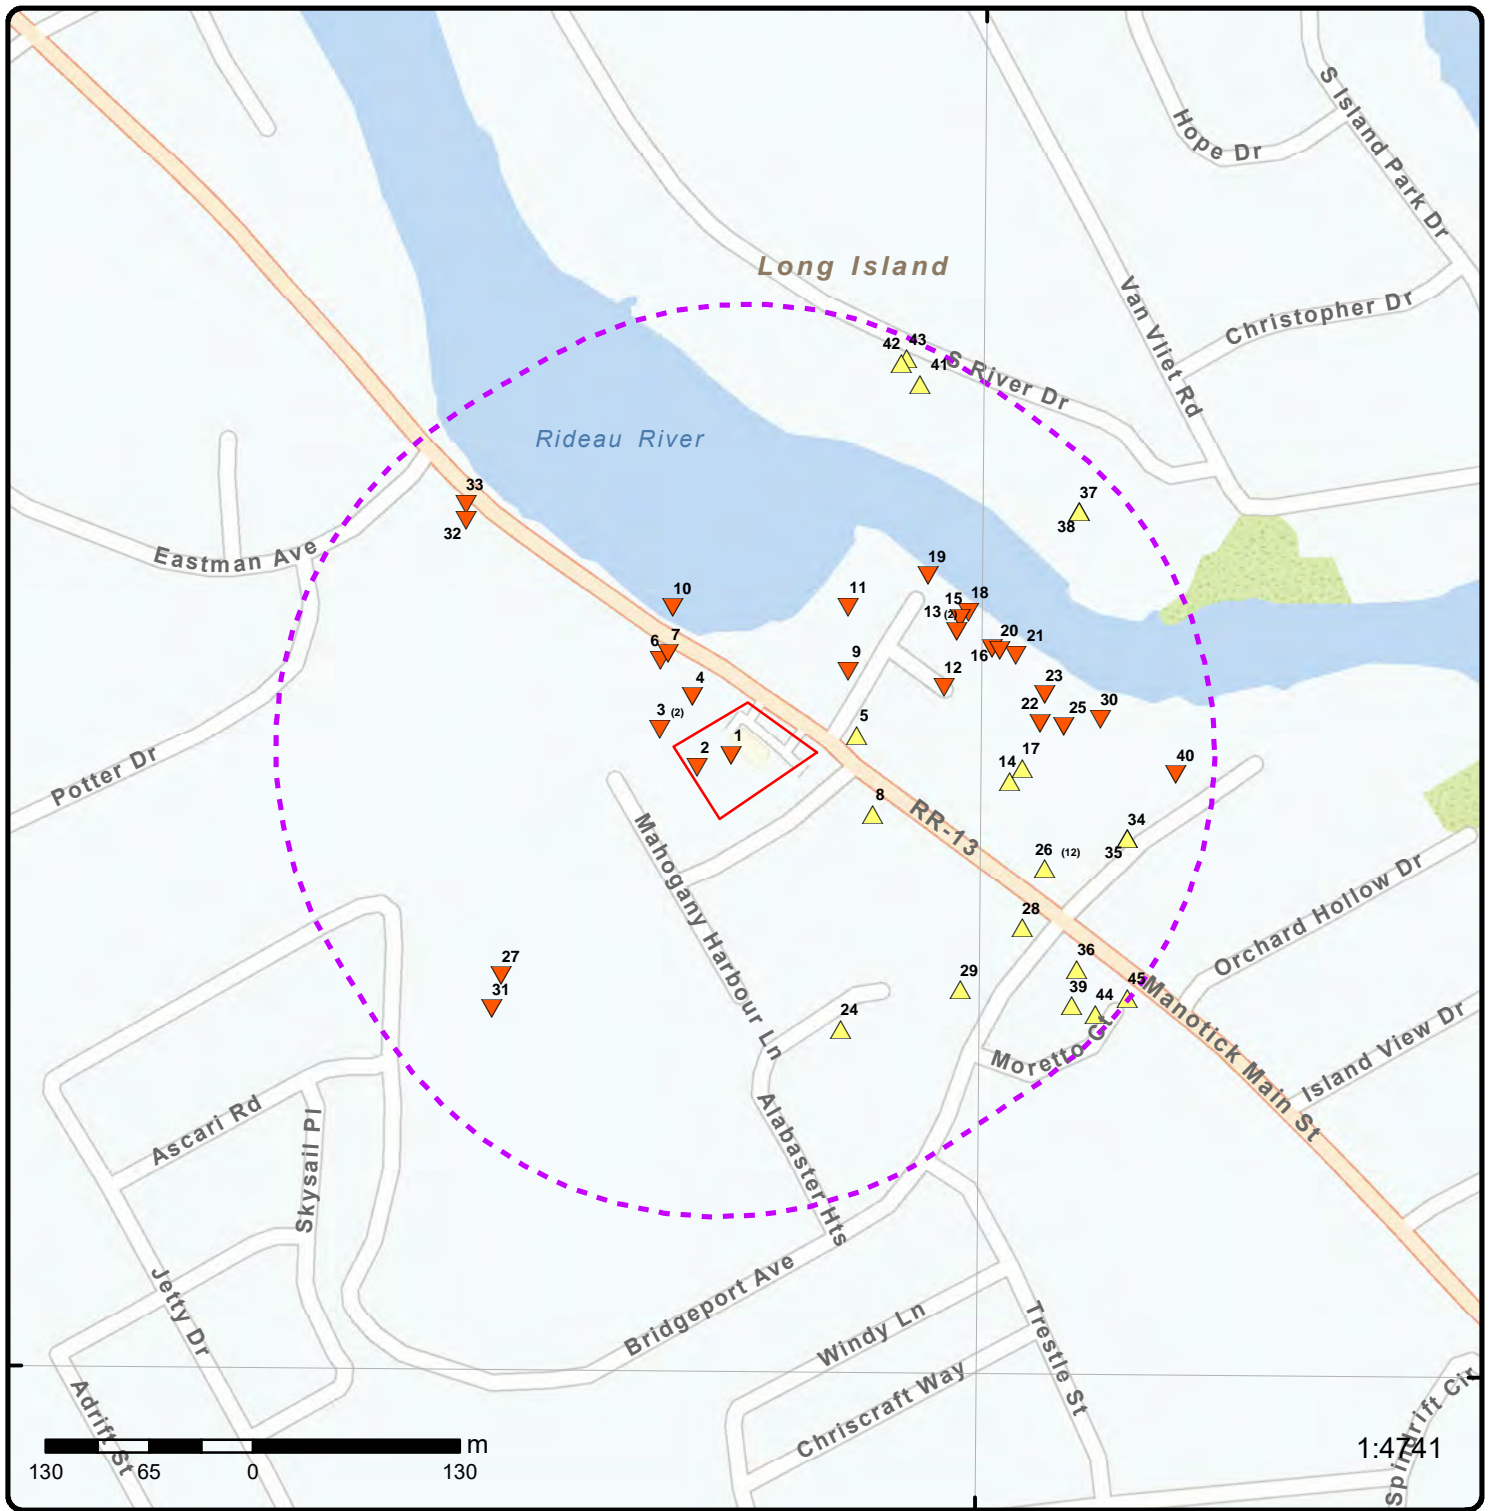 Hope Dr
S Island Park Dr
Long Island
Van Vliet Rd
Christopher Dr
42
43
41
S River Dr
Rideau River
33
32
37
38
Eastman Ave
19
10
11
15
18
13 (2)
6
7
20
21
16
9
12
4
23
3 (2)
22
25
30
5
1
2
17
14
40
Potter Dr
8
RR-13
34
35
26 (12)
Mahogany Harbour Ln
Orchard Hollow Dr
28
27
36
29
31
45
39
44
24
Manotick Main St
Moretto Ct
Island View Dr
Ascari Rd
Skysail Pl
Alabaster Hts
Jetty Dr
Bridgeport Ave
Windy Ln
Trestle St
Chriscraft Way
Adrift St
Spindrift Cir
m
130 65 0 130
1:4741